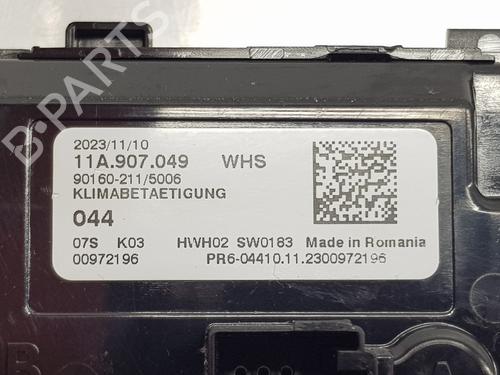 B-PARTS
2023/11/10
11A.907.049 WHS
90160-211/5006
KLIMABETAETIGUNG
044
07S K03 HWH02 SW0183 Made in Romania
00972196 PR6-04410.11.2300972196
B A